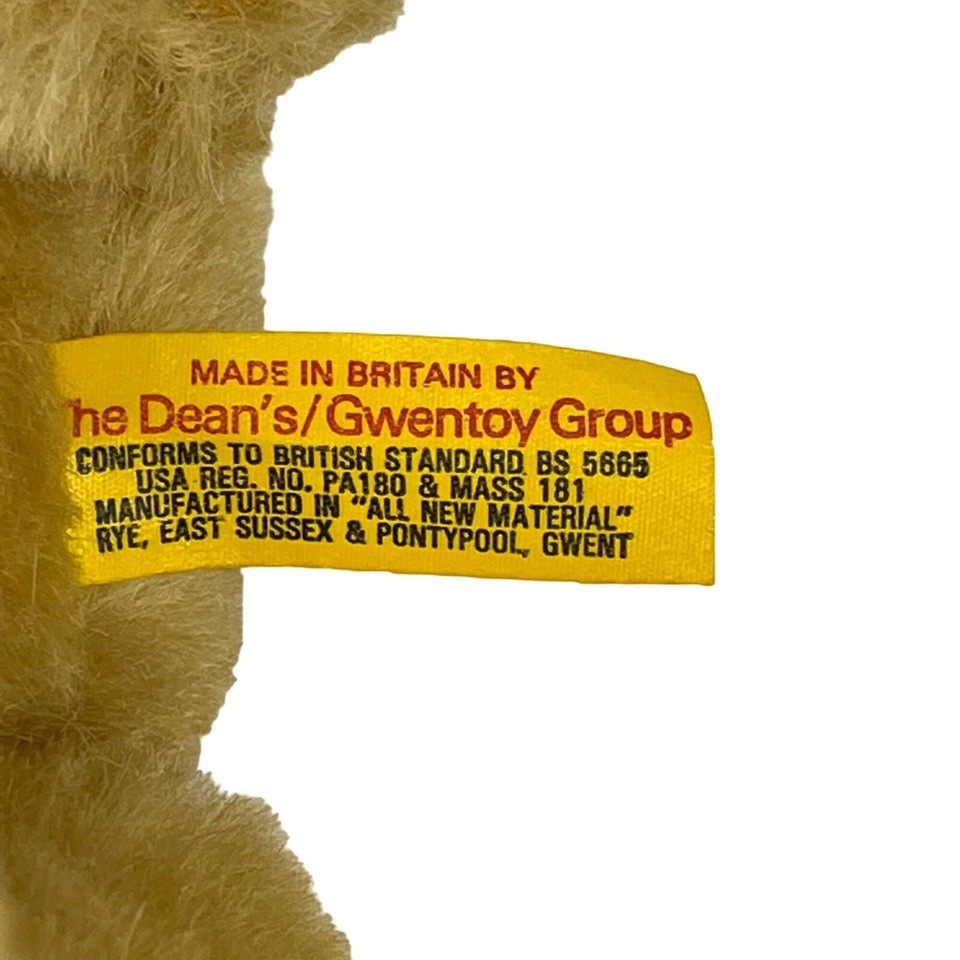 MADE IN BRITAIN BY
The Dean's/Gwentoy Group
CONFORMS TO BRITISH STANDARD BS 5665
USA REG. NO. PA180 & MASS 181
MANUFACTURED IN "ALL NEW MATERIAL"
RYE, EAST SUSSEX & PONTYPOOL, GWENT